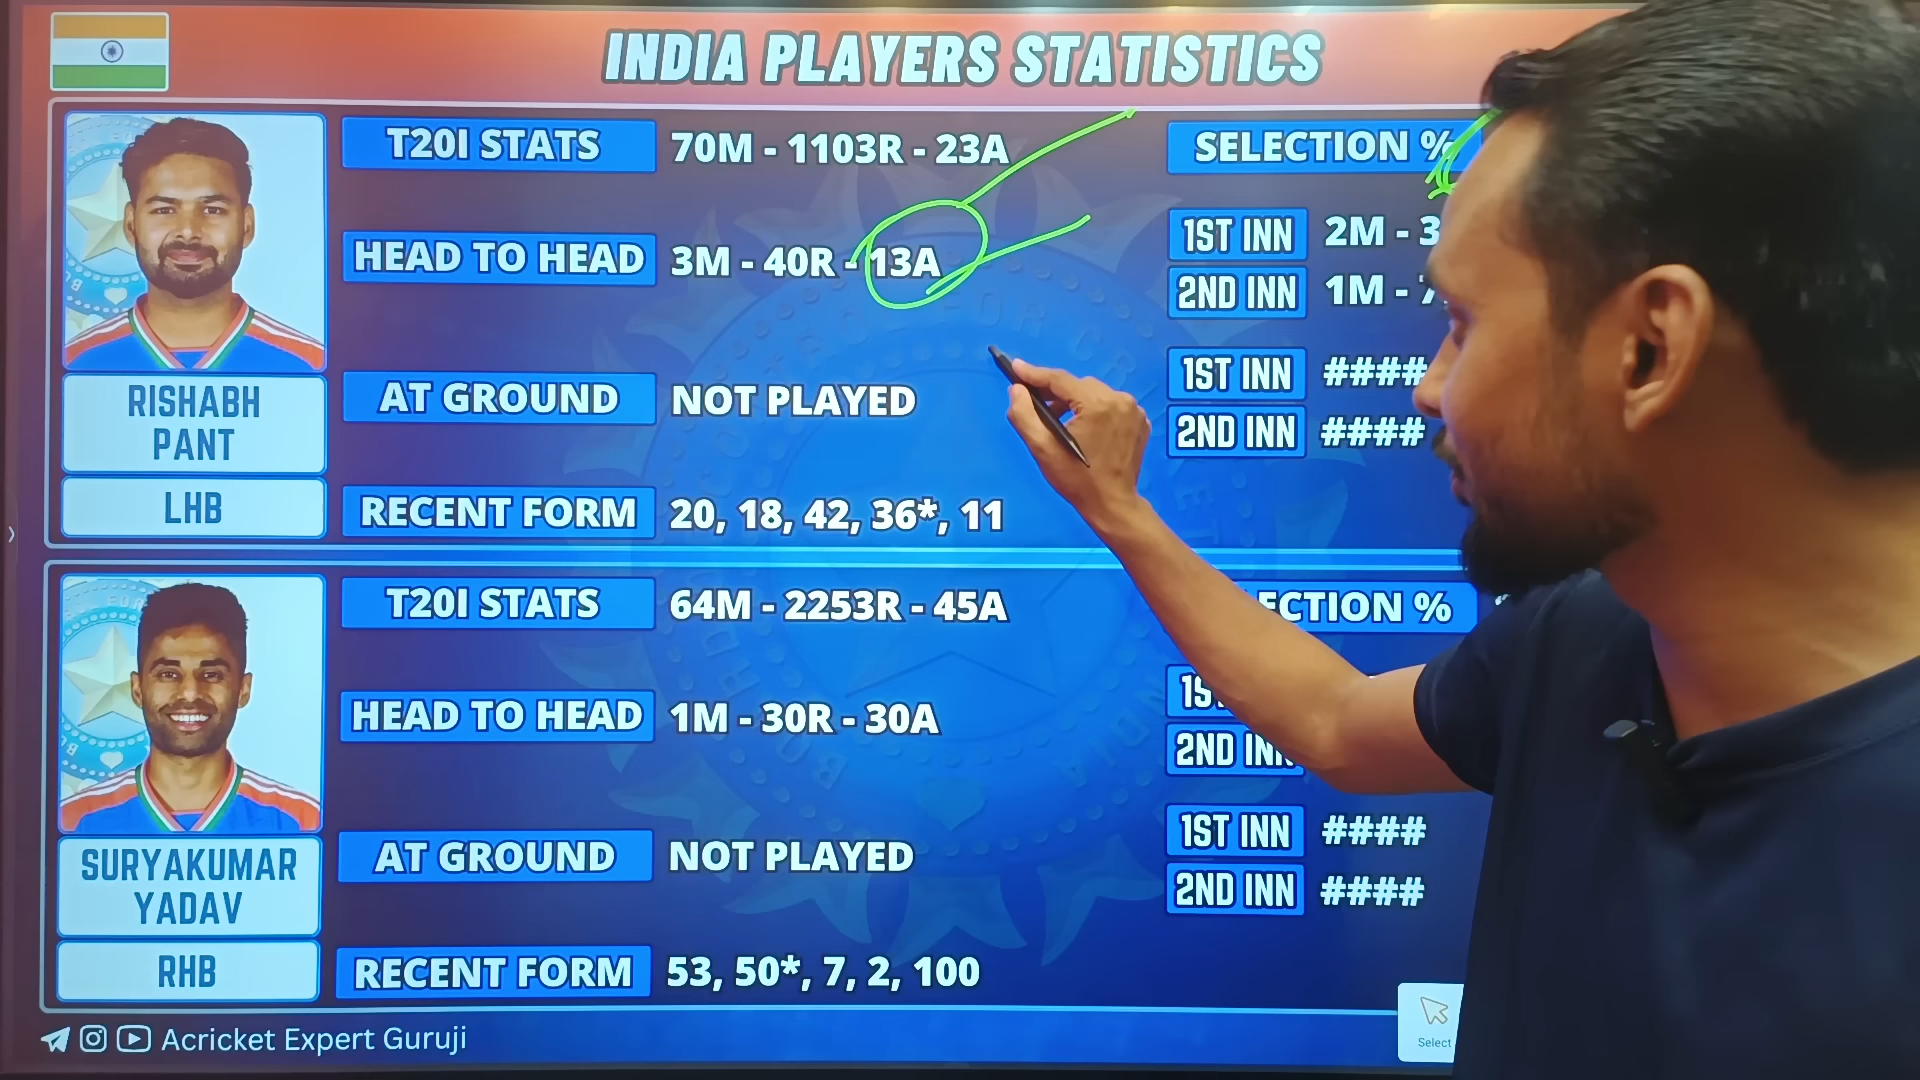 INDIA PLAYERS STATISTICS
T20I STATS 70M - 1103R - 23A
SELECTION %
HEAD TO HEAD 3M - 40R - 13A
1ST INN 2M - 3
2ND INN 1M - 7
AT GROUND NOT PLAYED
1ST INN ####
2ND INN ####
RECENT FORM 20, 18, 42, 36*, 11
RISHABH
PANT
LHB
T20I STATS 64M - 2253R - 45A
ECTION %
HEAD TO HEAD 1M - 30R - 30A
1S
2ND INN
AT GROUND NOT PLAYED
1ST INN ####
2ND INN ####
RECENT FORM 53, 50*, 7, 2, 100
SURYAKUMAR
YADAV
RHB
Acricket Expert Guruji
Select